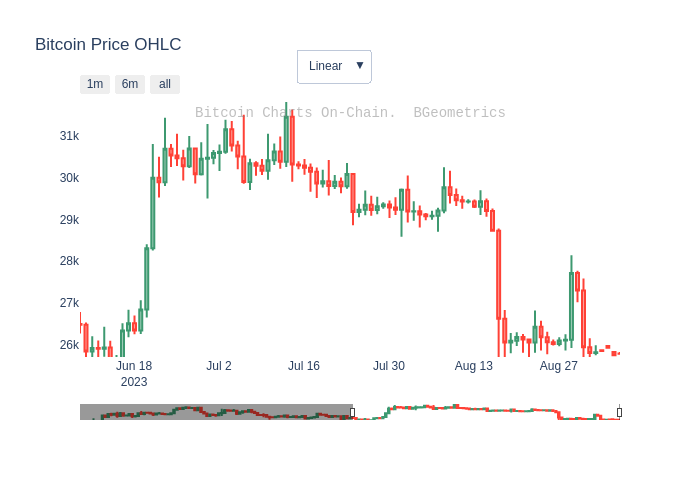 Bitcoin Price OHLC
Linear ▼
1m 6m all
Bitcoin Charts On-Chain. BGeometrics
31k
30k
29k
28k
27k
26k
Jun 18 Jul 2 Jul 16 Jul 30 Aug 13 Aug 27
2023